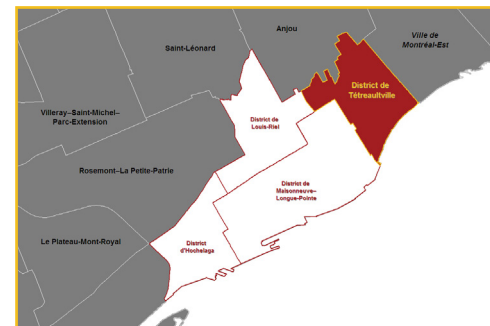 Anjou
Ville de
Montréal-Est
Saint-Léonard
District de
Tétreaultville
Villeray–Saint-Michel–
Parc-Extension
District de
Louis-Riel
Rosemont–La Petite-Patrie
District de
Maisonneuve–
Longue-Pointe
Le Plateau-Mont-Royal
District
d'Hochelaga